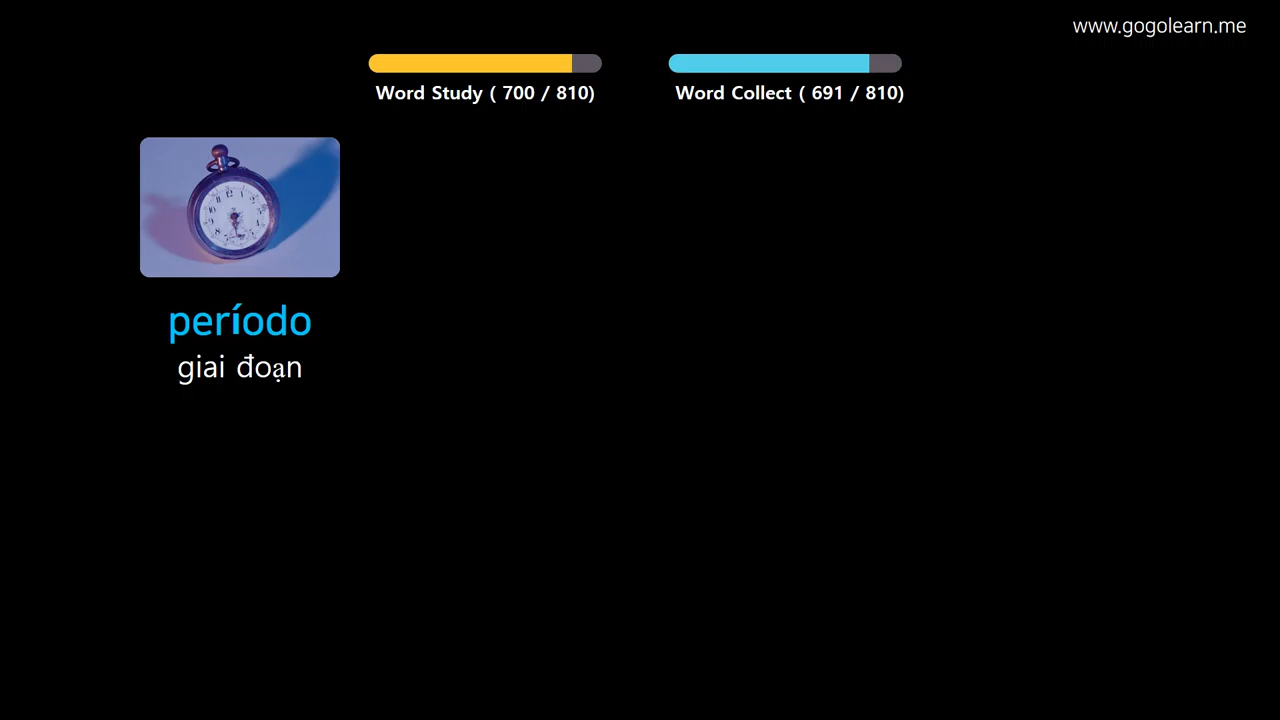 www.gogolearn.me
Word Study ( 700 / 810)
Word Collect ( 691 / 810)
período
giai đoạn